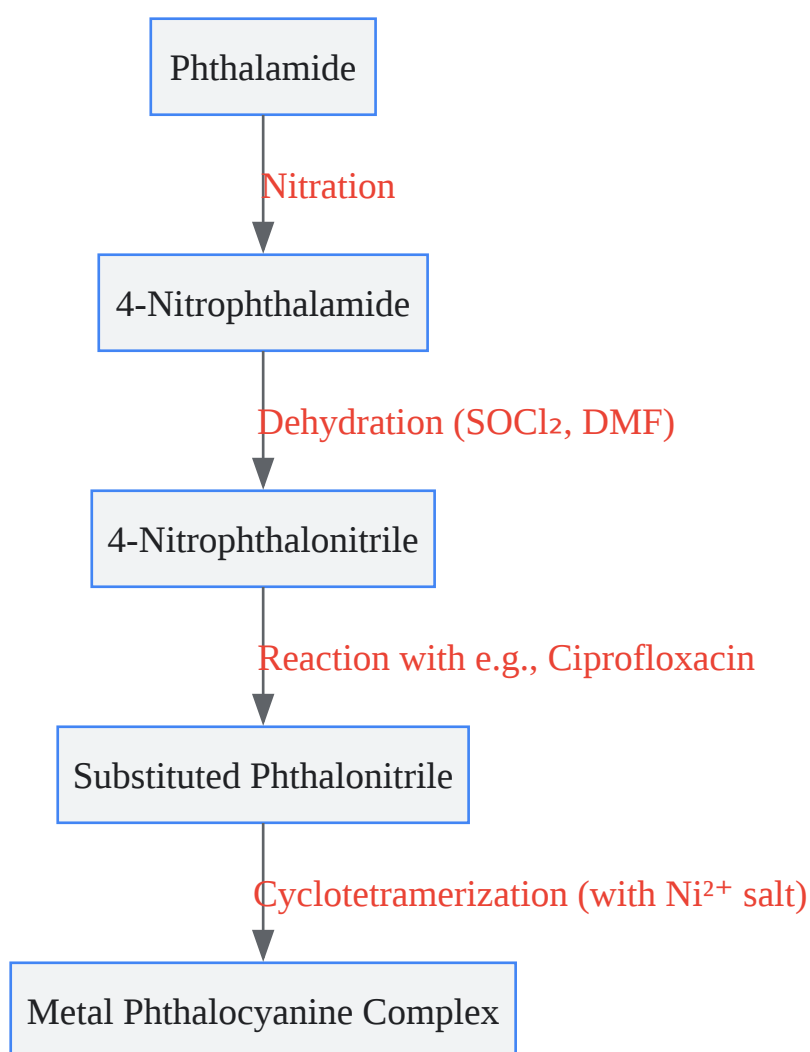 Phthalamide
Nitration
4-Nitrophthalamide
Dehydration (SOCl₂, DMF)
4-Nitrophthalonitrile
Reaction with e.g., Ciprofloxacin
Substituted Phthalonitrile
Cyclotetramerization (with Ni²⁺ salt)
Metal Phthalocyanine Complex